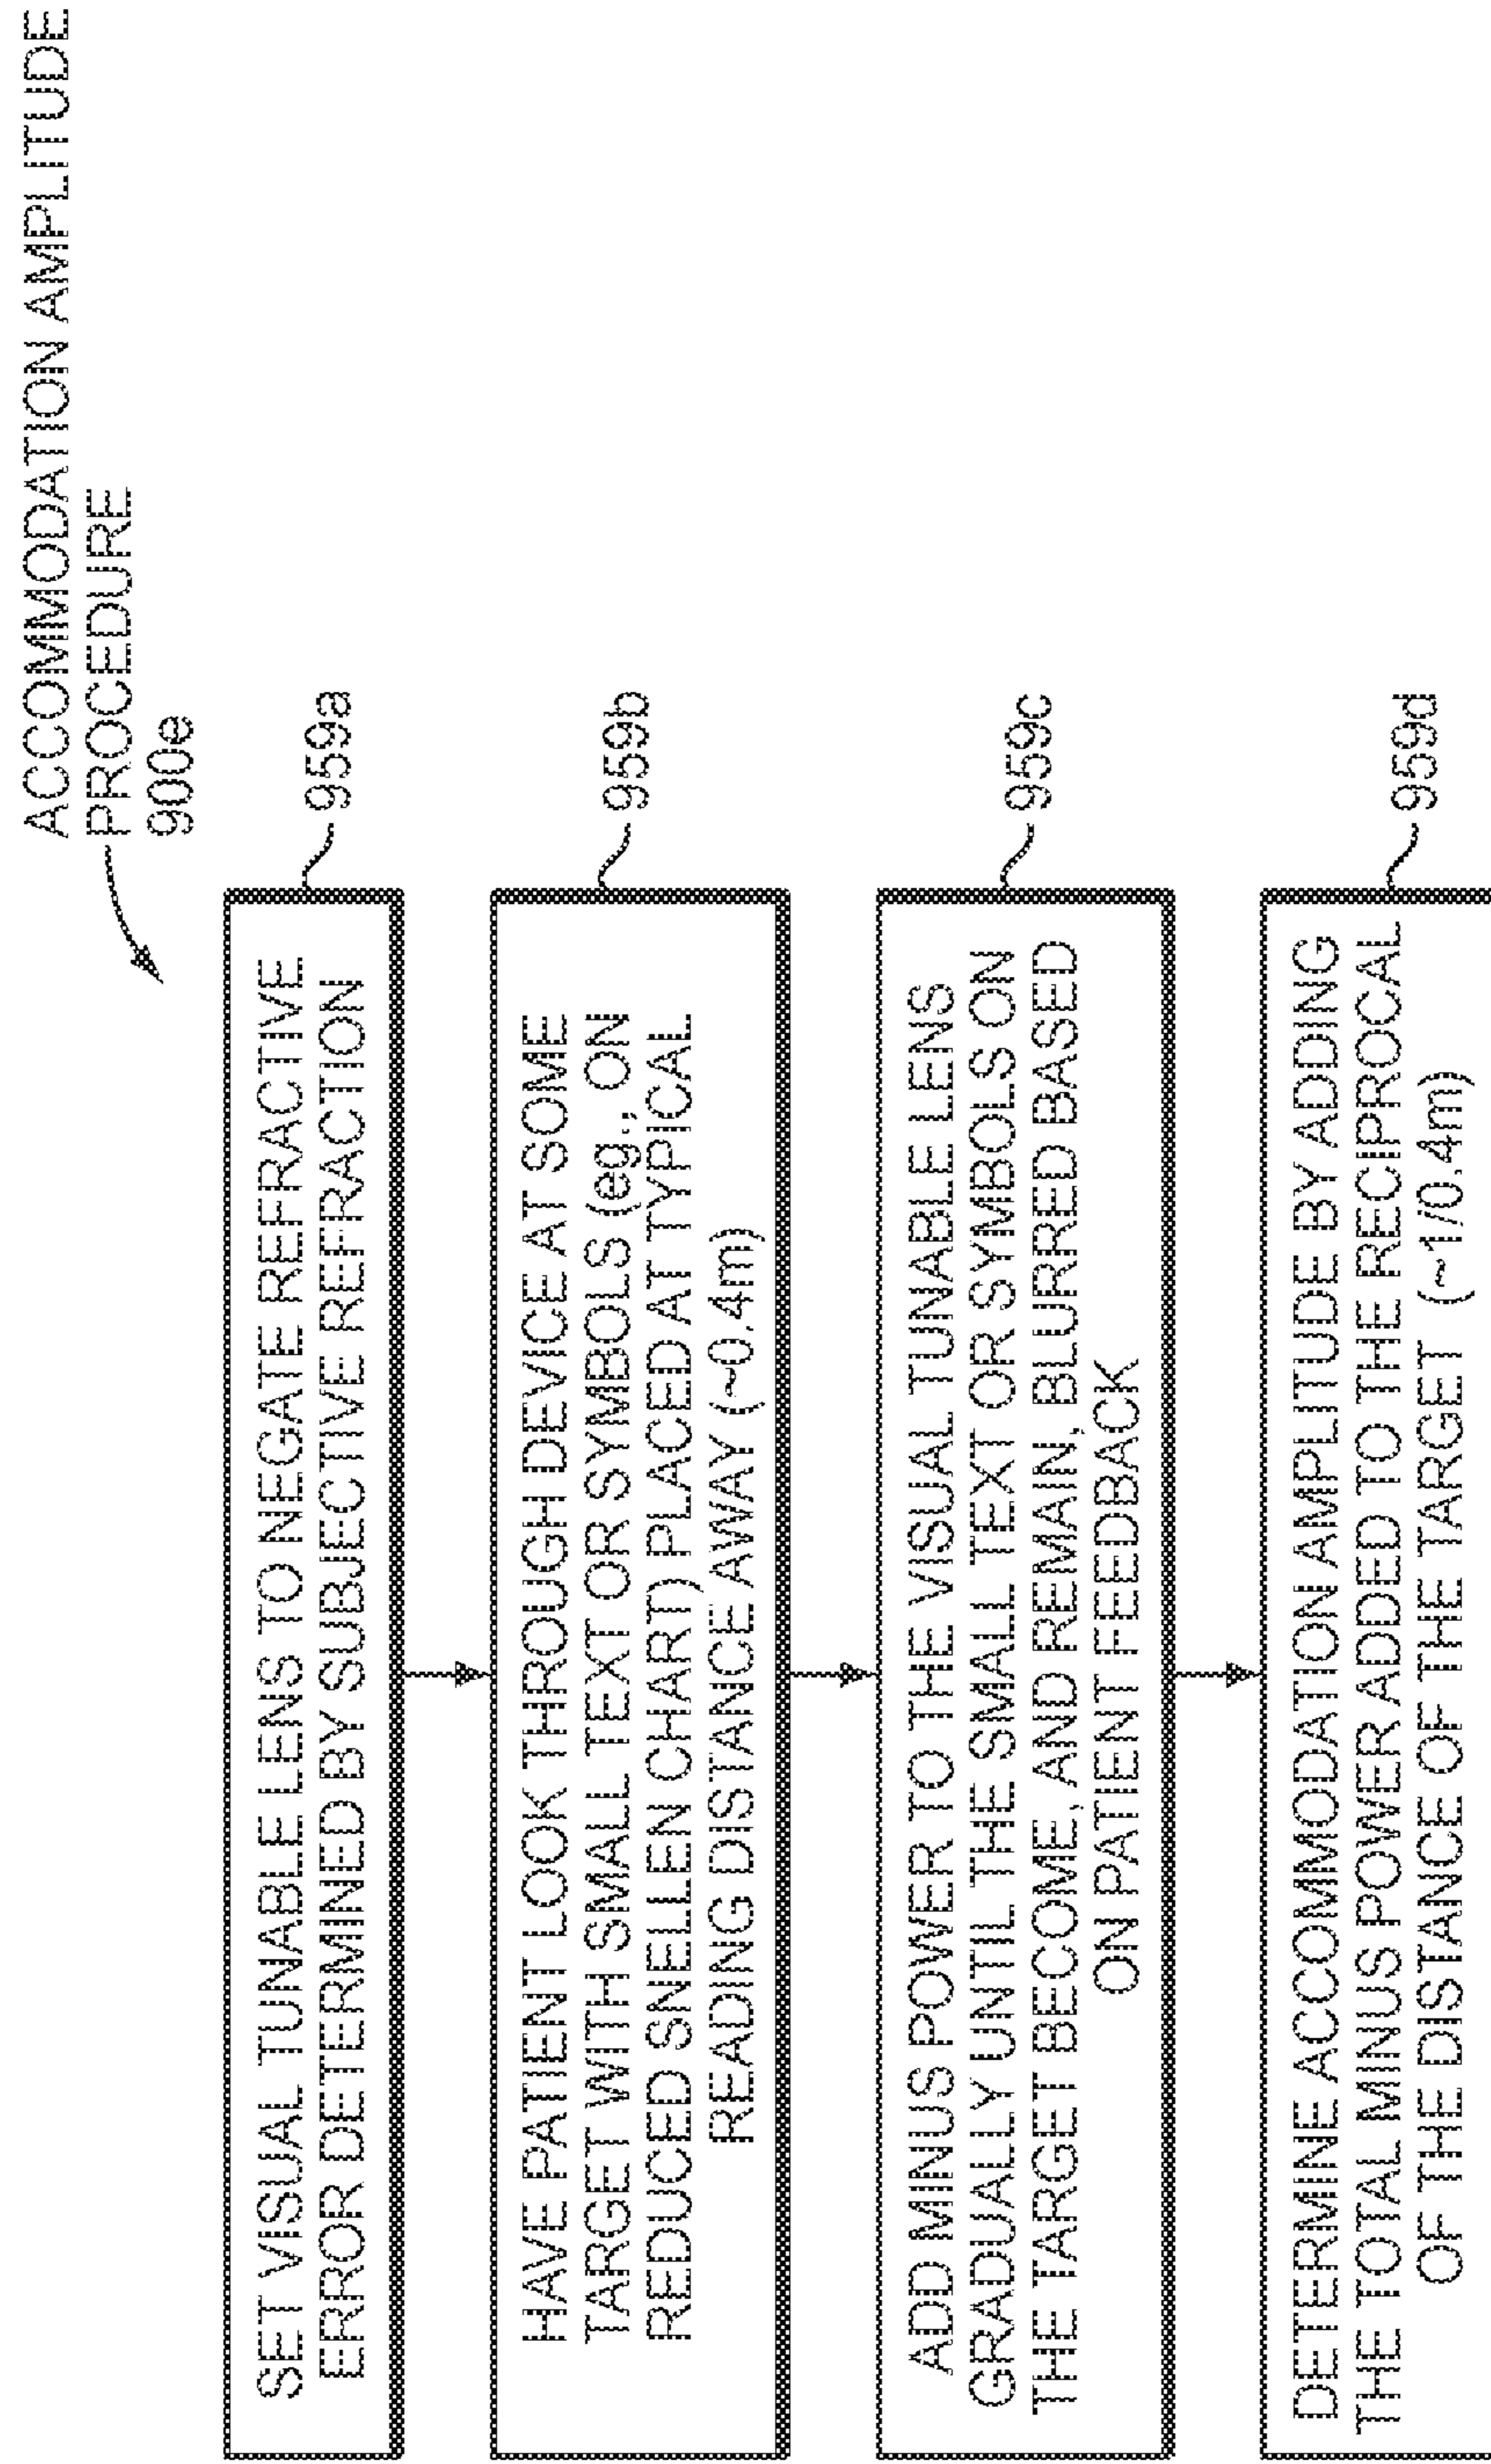 ACCOMMODATION AMPLITUDE
PROCEDURE
900e
SET VISUAL TUNABLE LENS TO NEGATE REFRACTIVE
ERROR DETERMINED BY SUBJECTIVE REFRACTION
959a
HAVE PATIENT LOOK THROUGH DEVICE AT SOME
TARGET WITH SMALL TEXT OR SYMBOLS (eg., ON
REDUCED SNELLEN CHART) PLACED AT TYPICAL
READING DISTANCE AWAY (~0.4m)
959b
ADD MINUS POWER TO THE VISUAL TUNABLE LENS
GRADUALLY UNTIL THE SMALL TEXT OR SYMBOLS ON
THE TARGET BECOME, AND REMAIN, BLURRED BASED
ON PATIENT FEEDBACK
959c
DETERMINE ACCOMMODATION AMPLITUDE BY ADDING
THE TOTAL MINUS POWER ADDED TO THE RECIPROCAL
OF THE DISTANCE OF THE TARGET (~1/0.4m)
959d